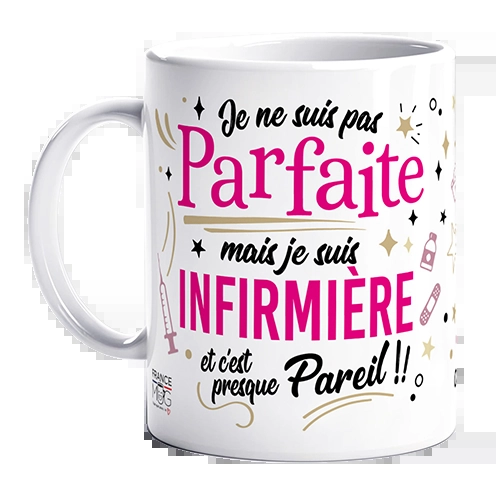 Je ne suis pas
Parfaite
mais je suis
INFIRMIÈRE
et c'est
presque Pareil !!
FRANCE
MUG